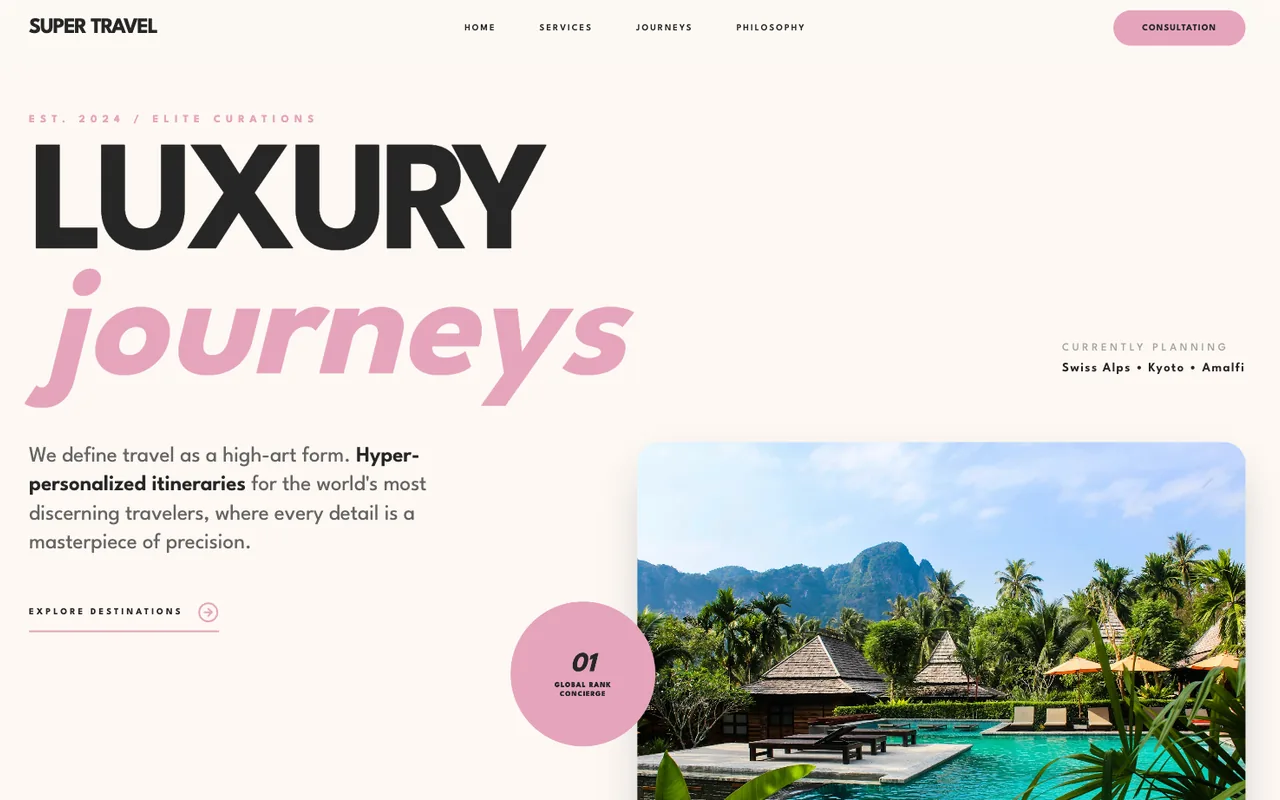 SUPER TRAVEL
HOME
SERVICES
JOURNEYS
PHILOSOPHY
CONSULTATION
EST. 2024 / ELITE CURATIONS
LUXURY
journeys
CURRENTLY PLANNING
Swiss Alps • Kyoto • Amalfi
We define travel as a high-art form. Hyper-
personalized itineraries for the world's most
discerning travelers, where every detail is a
masterpiece of precision.
EXPLORE DESTINATIONS
01
GLOBAL RANK
CONCIERGE